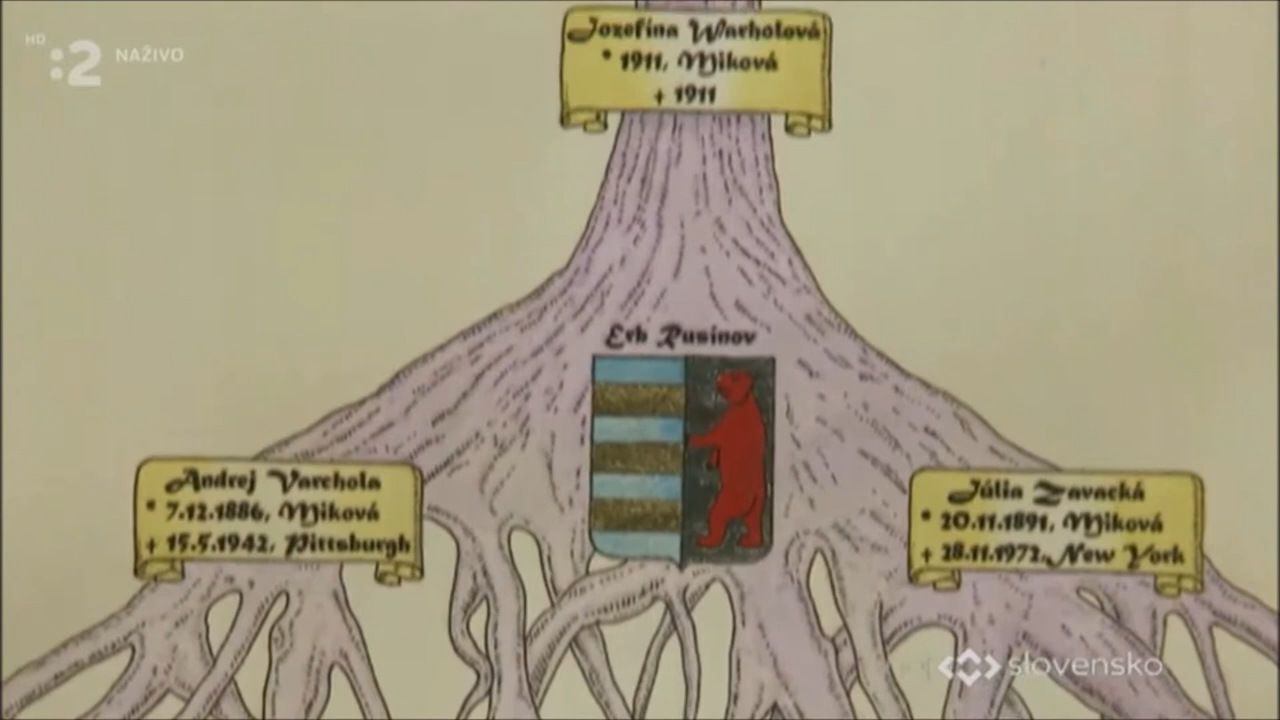 HD
:2 NAŽIVO
Jozefína Warholová
* 1911, Miková
+ 1911
Erb Rusínov
Andrej Varchola
* 7.12.1886, Miková
+ 15.5.1942, Pittsburgh
Júlia Zavacká
* 20.11.1891, Miková
+ 28.11.1972, New York
slovensko